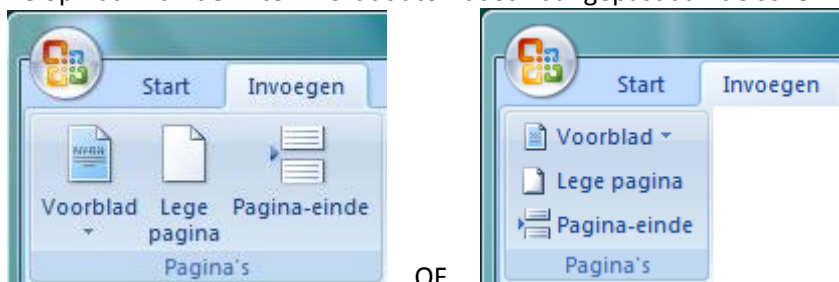 Start Invoegen
Voorblad Lege pagina Pagina-einde
Pagina's
OF
Start Invoegen
Voorblad
Lege pagina
Pagina-einde
Pagina's